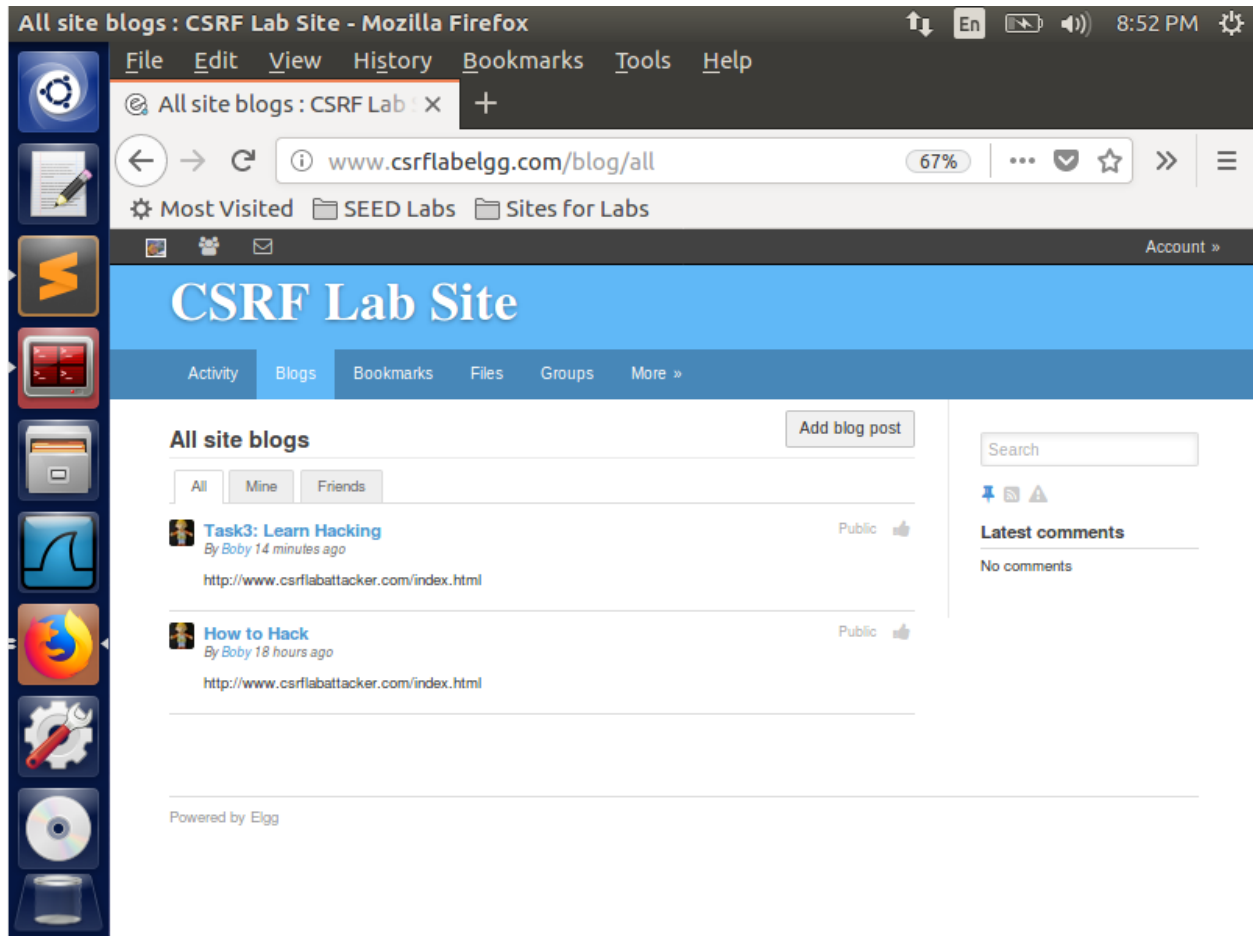 All site blogs : CSRF Lab Site - Mozilla Firefox En 8:52 PM
File Edit View History Bookmarks Tools Help
All site blogs : CSRF Lab
www.csrflabelgg.com/blog/all 67%
Most Visited SEED Labs Sites for Labs
Account »
CSRF Lab Site
Activity Blogs Bookmarks Files Groups More »
All site blogs Add blog post
Search
All Mine Friends
Task3: Learn Hacking Public
By Boby 14 minutes ago
http://www.csrflabattacker.com/index.html
Latest comments
No comments
How to Hack Public
By Boby 18 hours ago
http://www.csrflabattacker.com/index.html
Powered by Elgg